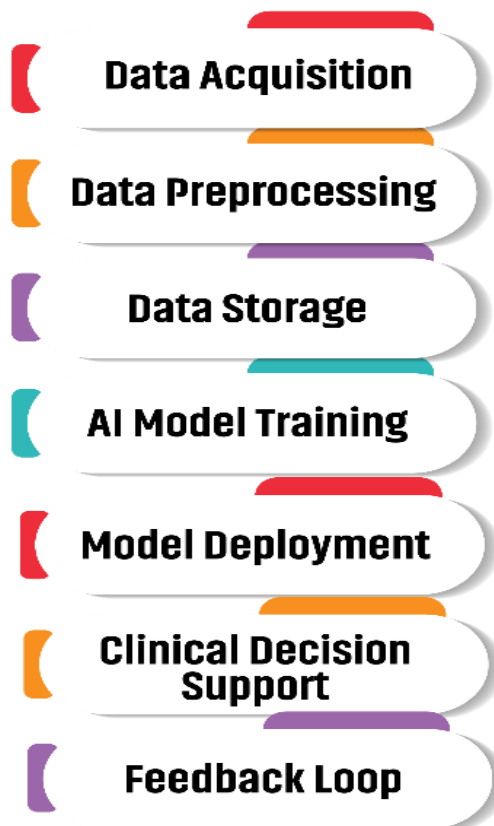 Data Acquisition
Data Preprocessing
Data Storage
AI Model Training
Model Deployment
Clinical Decision
Support
Feedback Loop